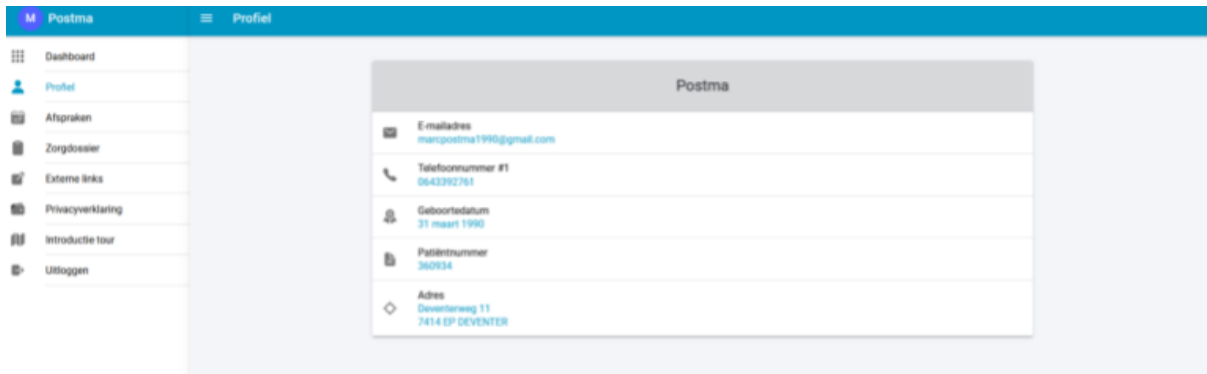 M Postma
Profiel
Dashboard
Profiel
Afspraken
Zorgdossier
Externe links
Privacyverklaring
Introductie tour
Uitloggen
Postma
E-mailadres
marcpostma1990@gmail.com
Telefoonnummer #1
0643392761
Geboortedatum
31 maart 1990
Patiëntnummer
360934
Adres
Deventerweg 11
7414 EP DEVENTER